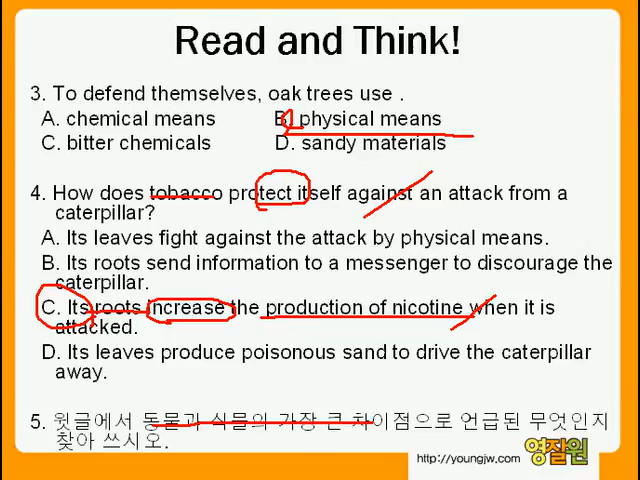 Read and Think!
3. To defend themselves, oak trees use .
A. chemical means B. physical means
C. bitter chemicals D. sandy materials
4. How does tobacco protect itself against an attack from a
caterpillar?
A. Its leaves fight against the attack by physical means.
B. Its roots send information to a messenger to discourage the
caterpillar.
C. Its roots increase the production of nicotine when it is
attacked.
D. Its leaves produce poisonous sand to drive the caterpillar
away.
5. 윗글에서 동물과 식물의 가장 큰 차이점으로 언급된 무엇인지
찾아 쓰시오.
http://youngjw.com 영잘원